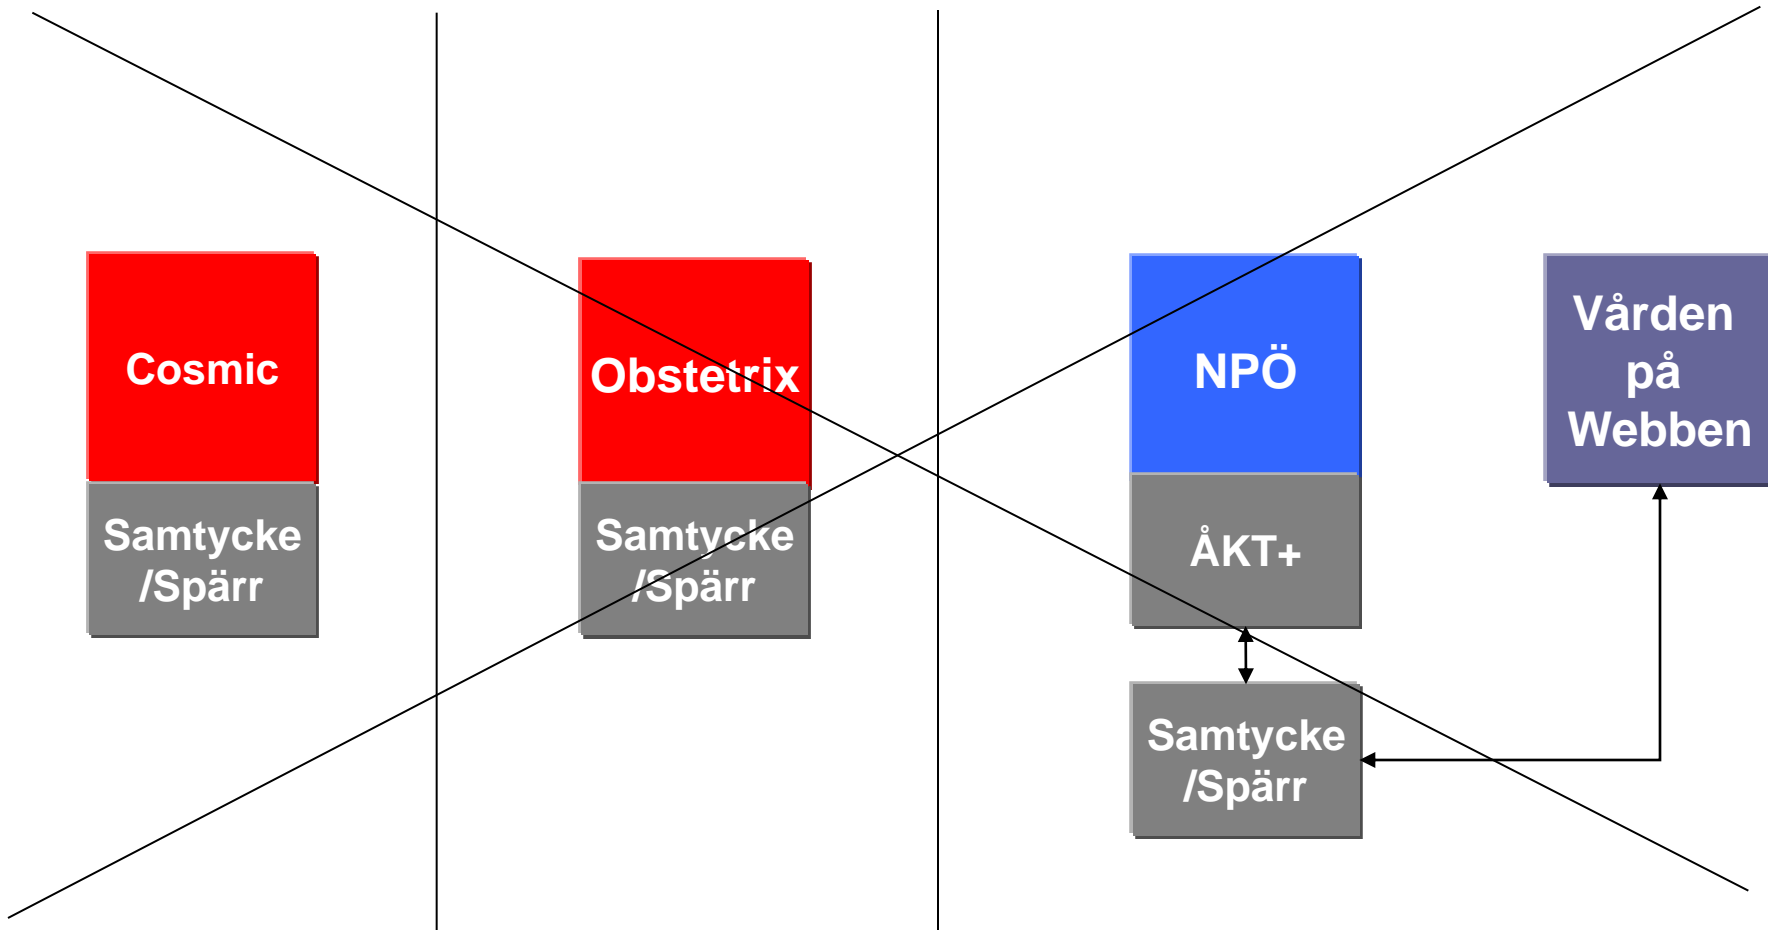 Cosmic
Samtycke
/Spärr
Obstetrix
Samtycke
/Spärr
NPÖ
ÅKT+
Samtycke
/Spärr
Vården
på
Webben